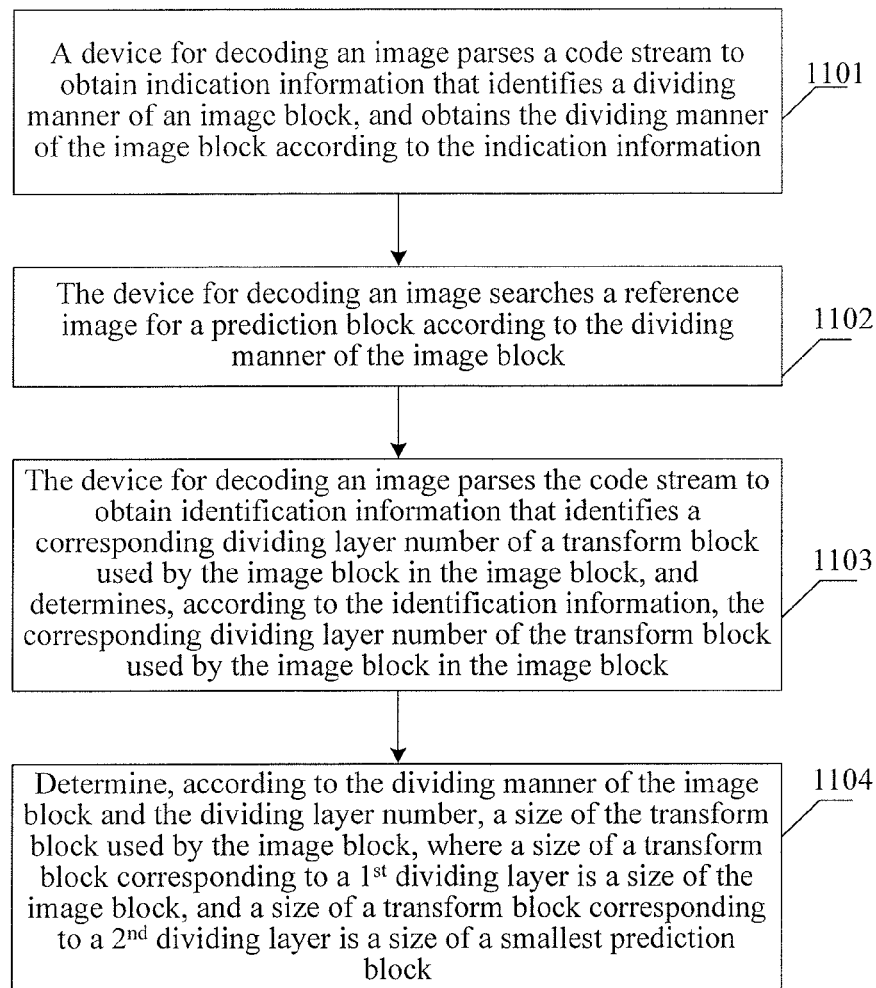 A device for decoding an image parses a code stream to
obtain indication information that identifies a dividing
manner of an image block, and obtains the dividing manner
of the image block according to the indication information
1101
The device for decoding an image searches a reference
image for a prediction block according to the dividing
manner of the image block
1102
The device for decoding an image parses the code stream to
obtain identification information that identifies a
corresponding dividing layer number of a transform block
used by the image block in the image block, and
determines, according to the identification information, the
corresponding dividing layer number of the transform block
used by the image block in the image block
1103
Determine, according to the dividing manner of the image
block and the dividing layer number, a size of the transform
block used by the image block, where a size of a transform
block corresponding to a 1st dividing layer is a size of the
image block, and a size of a transform block corresponding
to a 2nd dividing layer is a size of a smallest prediction
block
1104